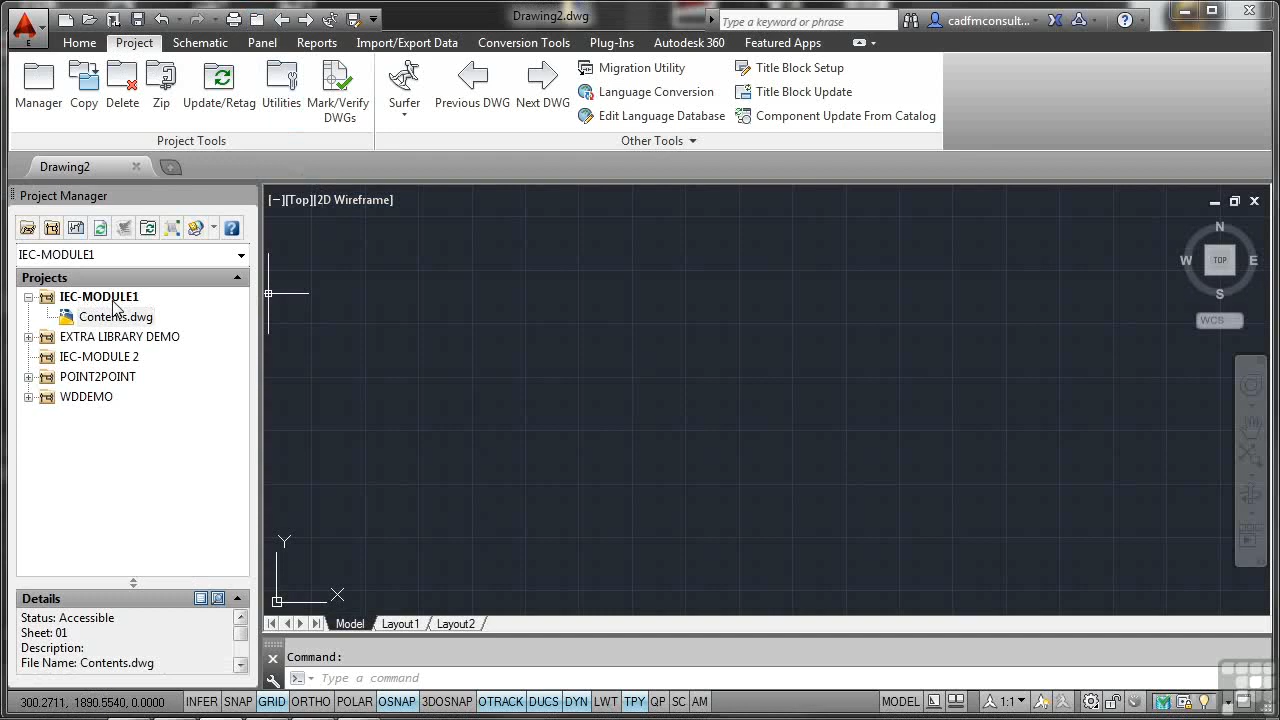 Drawing2.dwg
Type a keyword or phrase
cadfmconsult...
E
Home Project Schematic Panel Reports Import/Export Data Conversion Tools Plug-Ins Autodesk 360 Featured Apps
Manager Copy Delete Zip Update/Retag Utilities Mark/Verify DWGs
Surfer Previous DWG Next DWG
Migration Utility Title Block Setup
Language Conversion Title Block Update
Edit Language Database Component Update From Catalog
Project Tools Other Tools
Drawing2
Project Manager
[−][Top][2D Wireframe]
IEC-MODULE1
Projects
IEC-MODULE1
Contents.dwg
EXTRA LIBRARY DEMO
IEC-MODULE 2
POINT2POINT
WDDEMO
N
W TOP E
S
WCS
Y
X
Details
Status: Accessible
Sheet: 01
Description:
File Name: Contents.dwg
Model Layout1 Layout2
Command:
Type a command
300.2711, 1890.5540, 0.0000 INFER SNAP GRID ORTHO POLAR OSNAP 3DOSNAP OTRACK DUCS DYN LWT TPY QP SC AM MODEL 1:1